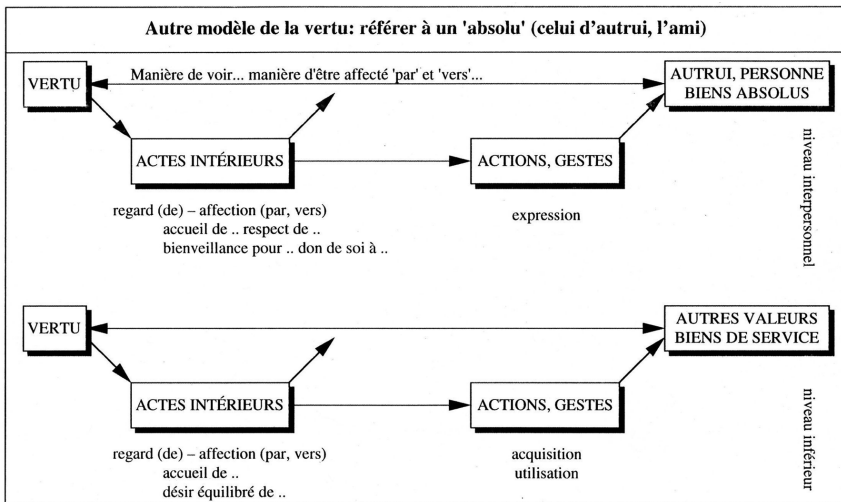 Autre modèle de la vertu: référer à un 'absolu' (celui d'autrui, l'ami)
VERTU
Manière de voir... manière d'être affecté 'par' et 'vers'...
AUTRUI, PERSONNE
BIENS ABSOLUS
ACTES INTÉRIEURS
ACTIONS, GESTES
regard (de) – affection (par, vers)
accueil de .. respect de ..
bienveillance pour .. don de soi à ..
expression
niveau interpersonnel
VERTU
AUTRES VALEURS
BIENS DE SERVICE
ACTES INTÉRIEURS
ACTIONS, GESTES
regard (de) – affection (par, vers)
accueil de ..
désir équilibré de ..
acquisition
utilisation
niveau inférieur